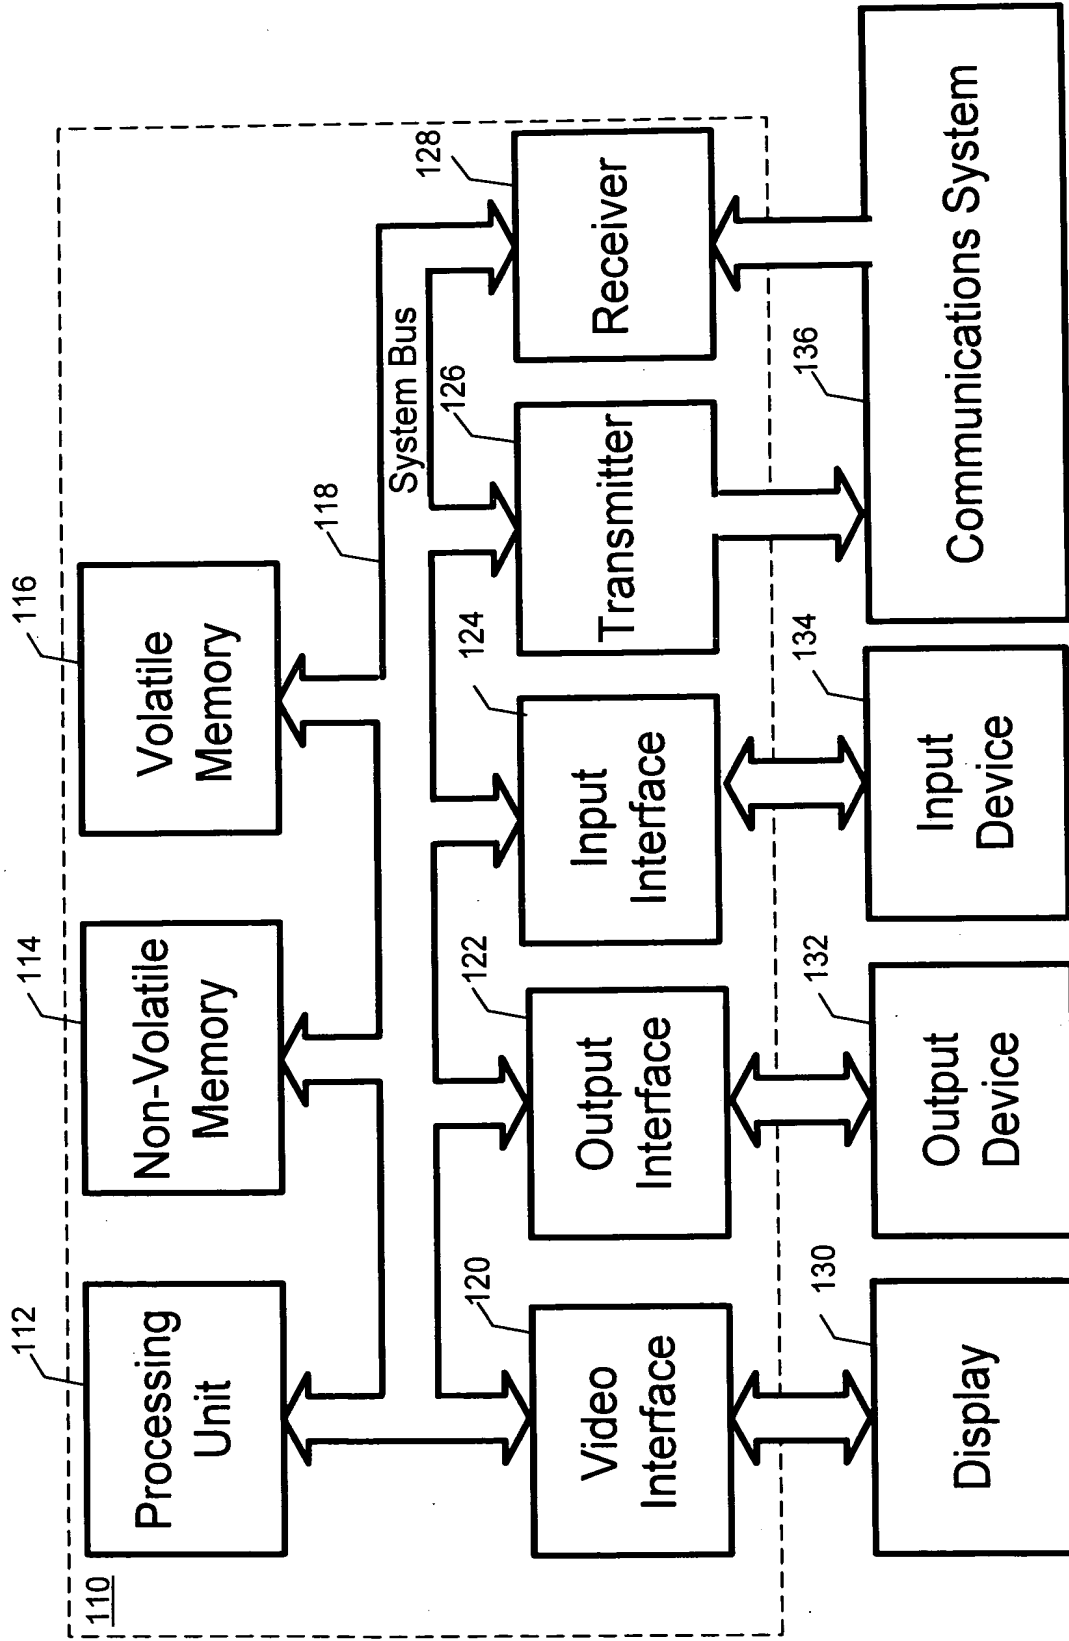 110
112
Processing
Unit
114
Non-Volatile
Memory
116
Volatile
Memory
118
System Bus
120
Video
Interface
122
Output
Interface
124
Input
Interface
126
Transmitter
128
Receiver
130
Display
132
Output
Device
134
Input
Device
136
Communications System